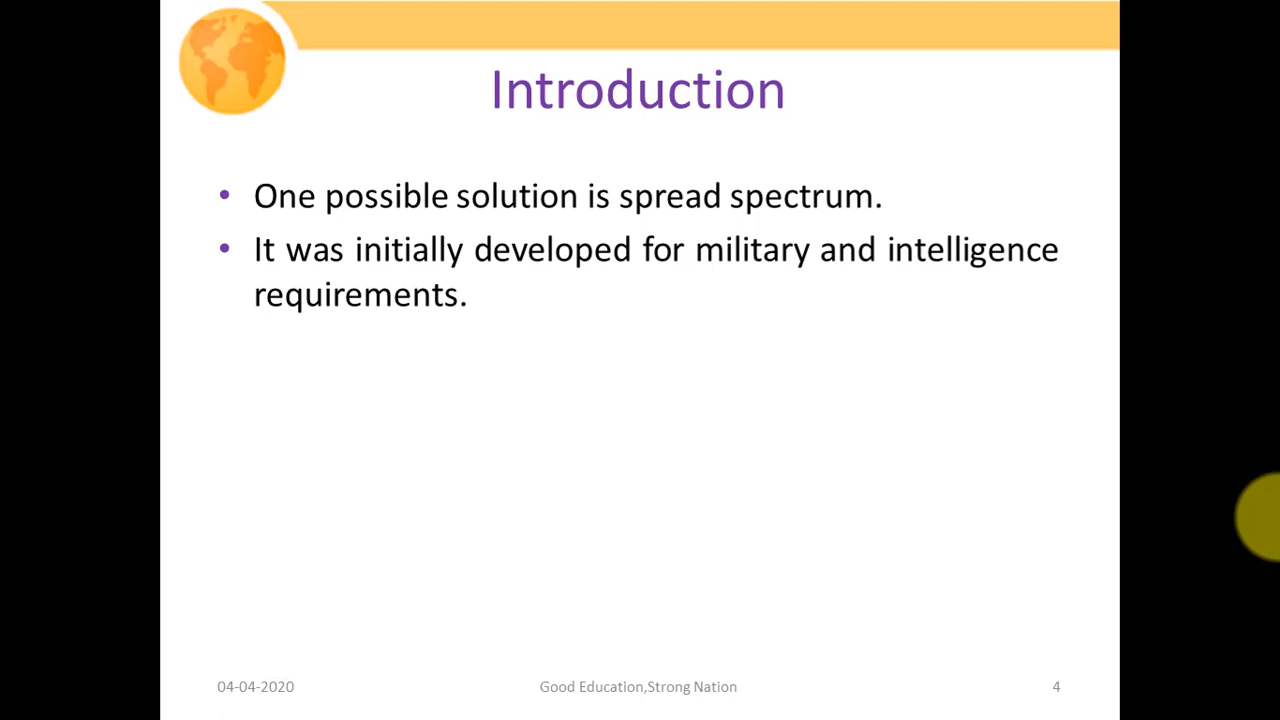 Introduction
• One possible solution is spread spectrum.
• It was initially developed for military and intelligence
requirements.
04-04-2020 Good Education,Strong Nation 4